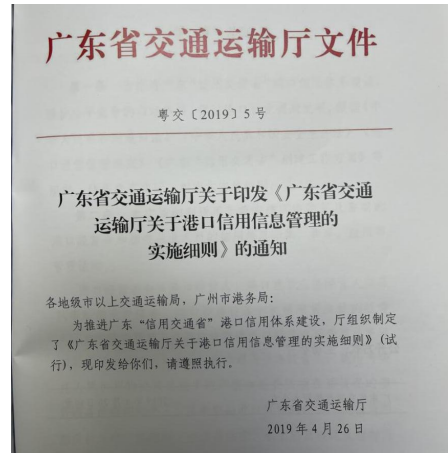 广东省交通运输厅文件
粤交〔2019〕5号
广东省交通运输厅关于印发《广东省交通
运输厅关于港口信用信息管理的
实施细则》的通知
各地级市以上交通运输局，广州市港务局：
为推进广东“信用交通省”港口信用体系建设，厅组织制定
了《广东省交通运输厅关于港口信用信息管理的实施细则》(试
行)，现印发给你们，请遵照执行。
广东省交通运输厅
2019年4月26日